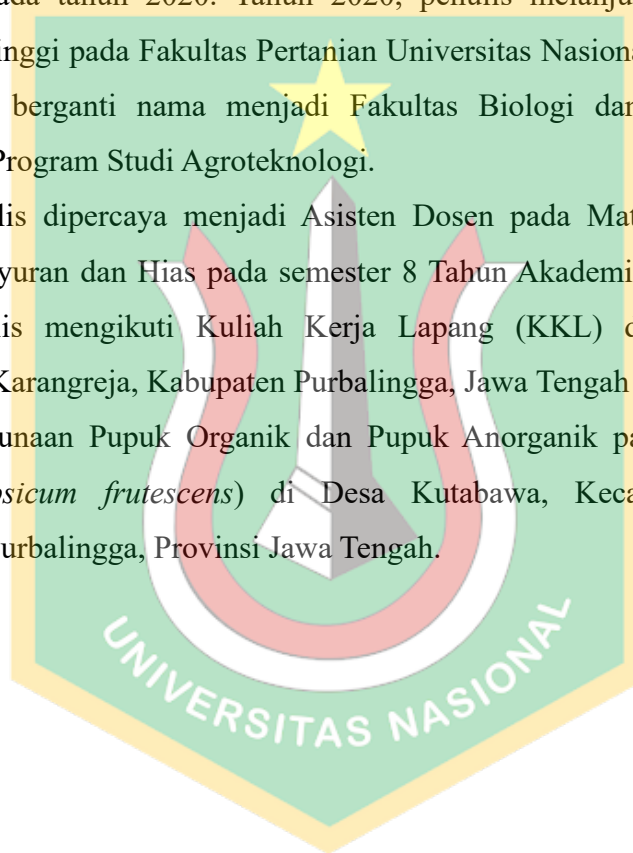 ada tahun 2020. Tahun 2020, penulis melanju
inggi pada Fakultas Pertanian Universitas Nasiona
berganti nama menjadi Fakultas Biologi dan
Program Studi Agroteknologi.
lis dipercaya menjadi Asisten Dosen pada Mat
yuran dan Hias pada semester 8 Tahun Akademi
lis mengikuti Kuliah Kerja Lapang (KKL) d
Karangreja, Kabupaten Purbalingga, Jawa Tengah
unaan Pupuk Organik dan Pupuk Anorganik pa
sicum frutescens) di Desa Kutabawa, Keca
urbalingga, Provinsi Jawa Tengah.
UNIVERSITAS NASIONAL